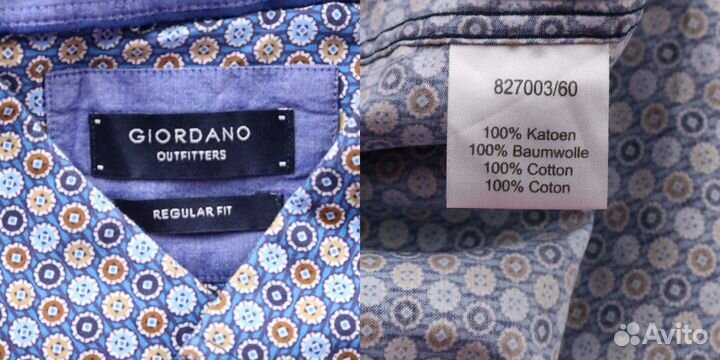 GIORDANO
OUTFITTERS
REGULAR FIT
827003/60
100% Katoen
100% Baumwolle
100% Cotton
100% Coton
Avito